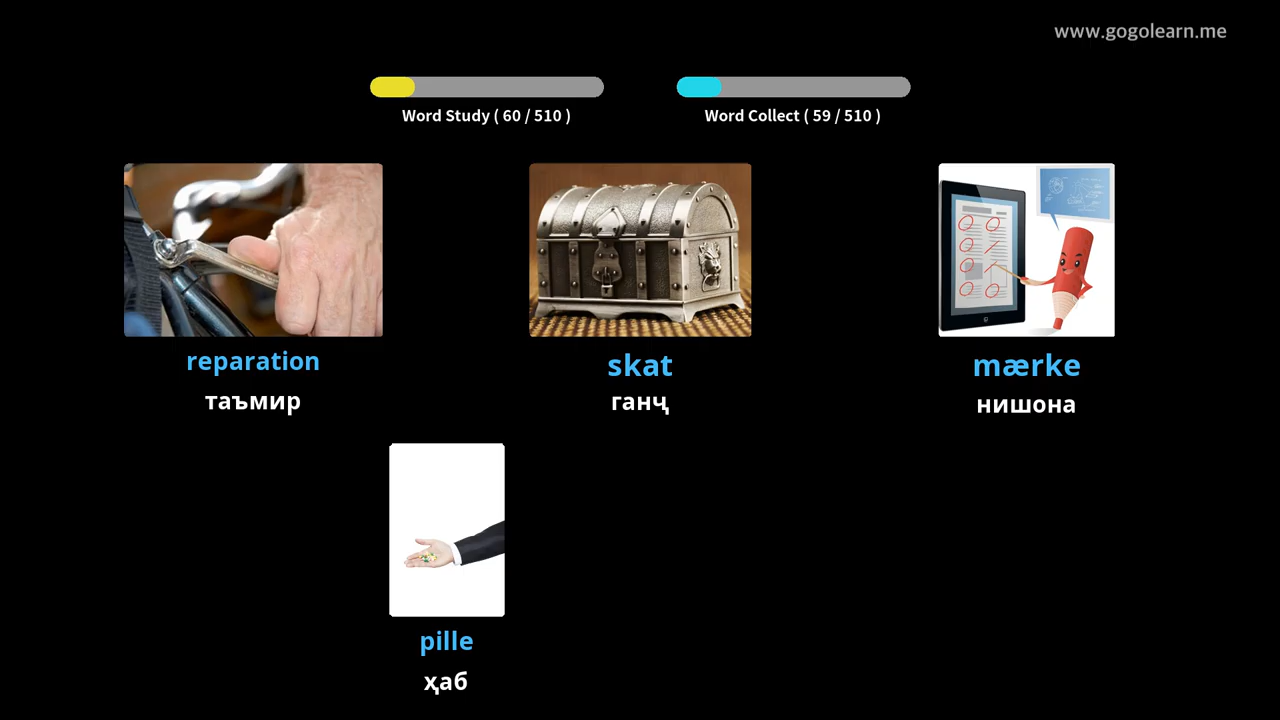 www.gogolearn.me
Word Study ( 60 / 510 )
Word Collect ( 59 / 510 )
reparation
таъмир
skat
ганҷ
mærke
нишона
pille
ҳаб